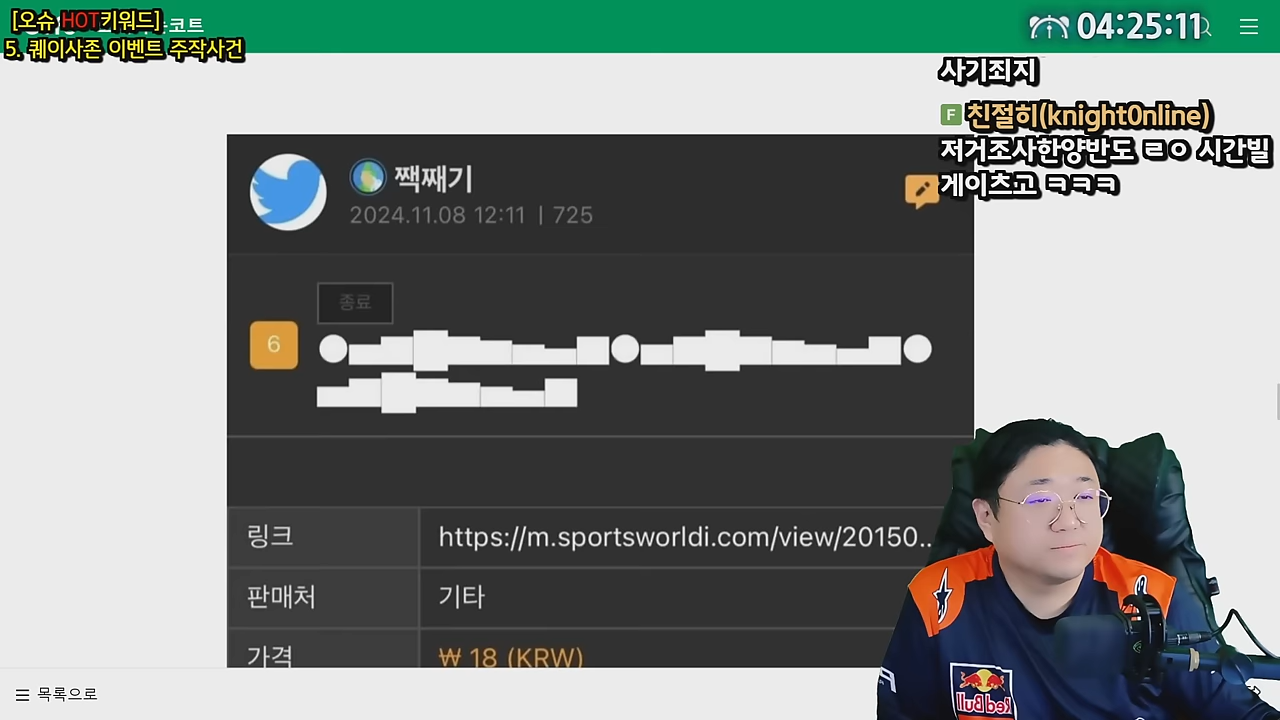 [오슈 HOT키워드]
코트
5. 퀘이사존 이벤트 주작사건
04:25:11
사기죄지
F 친절히(knight0nline)
저거조사한양반도 ㄹㅇ 시간빌
게이츠고 ㅋㅋㅋ
짹째기
2024.11.08 12:11 | 725
종료
6
링크 https://m.sportsworldi.com/view/20150..
판매처 기타
가격 ₩ 18 (KRW)
목록으로
Red Bull